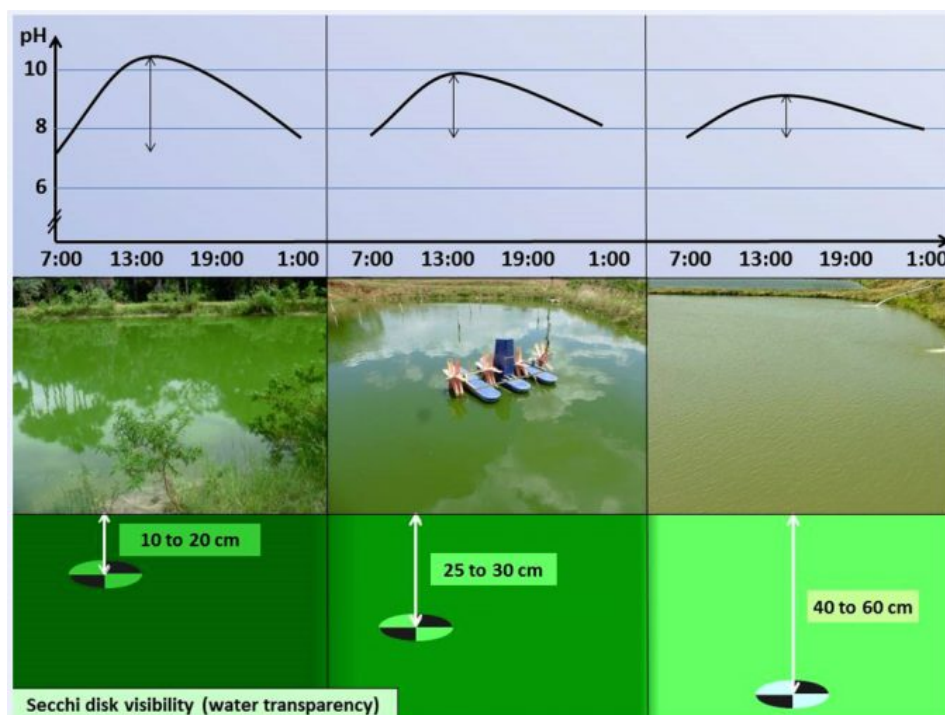 pH
10
8
6
7:00 13:00 19:00 1:00 7:00 13:00 19:00 1:00 7:00 13:00 19:00 1:00
10 to 20 cm
25 to 30 cm
40 to 60 cm
Secchi disk visibility (water transparency)